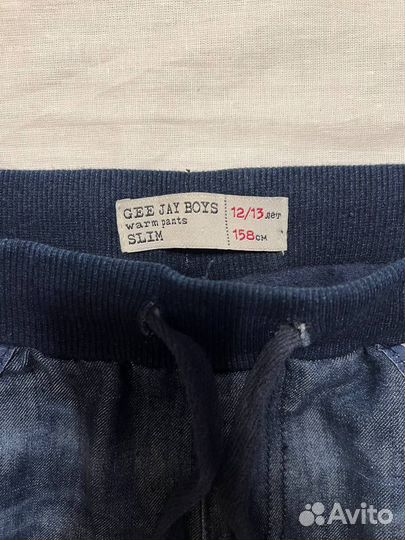 GEE JAY BOYS
warm pants
SLIM
12/13 лет
158 см
Avito